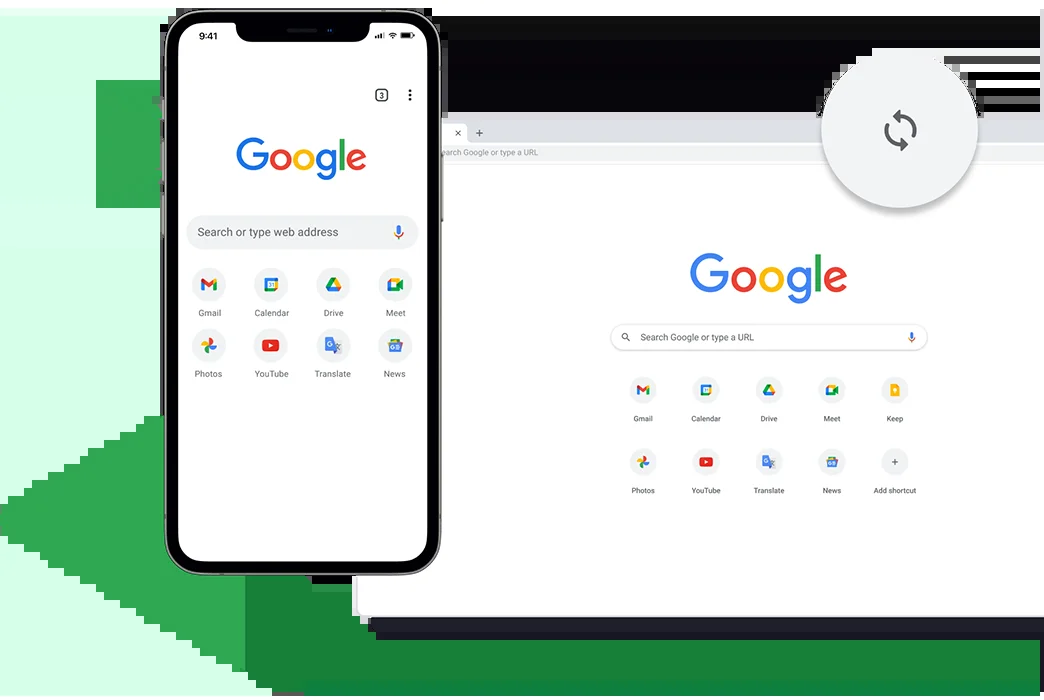 9:41
3
Google
Search or type web address
Gmail Calendar Drive Meet
Photos YouTube Translate News
Search Google or type a URL
Google
Search Google or type a URL
Gmail Calendar Drive Meet Keep
Photos YouTube Translate News Add shortcut